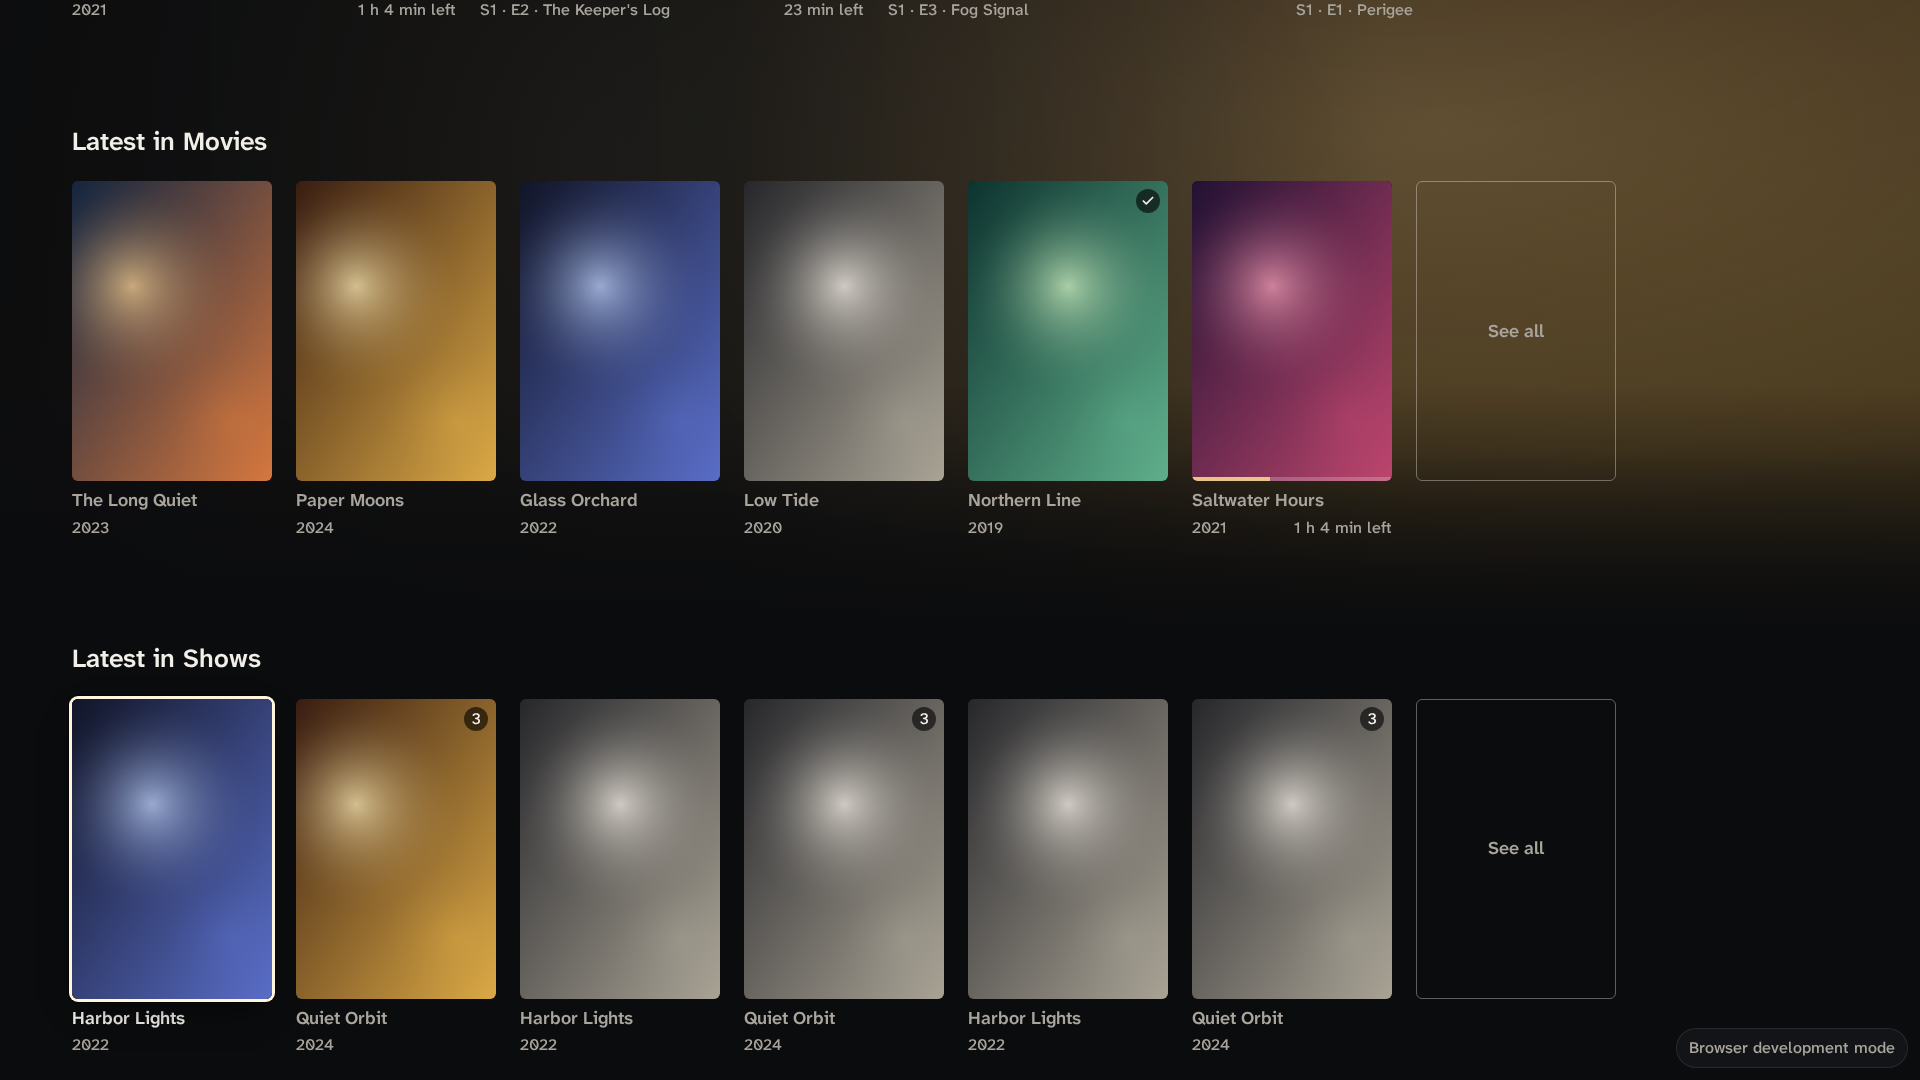 2021 1 h 4 min left S1 · E2 · The Keeper's Log 23 min left S1 · E3 · Fog Signal S1 · E1 · Perigee
Latest in Movies
See all
The Long Quiet Paper Moons Glass Orchard Low Tide Northern Line Saltwater Hours
2023 2024 2022 2020 2019 2021 1 h 4 min left
Latest in Shows
3 3 3
See all
Harbor Lights Quiet Orbit Harbor Lights Quiet Orbit Harbor Lights Quiet Orbit
2022 2024 2022 2024 2022 2024
Browser development mode